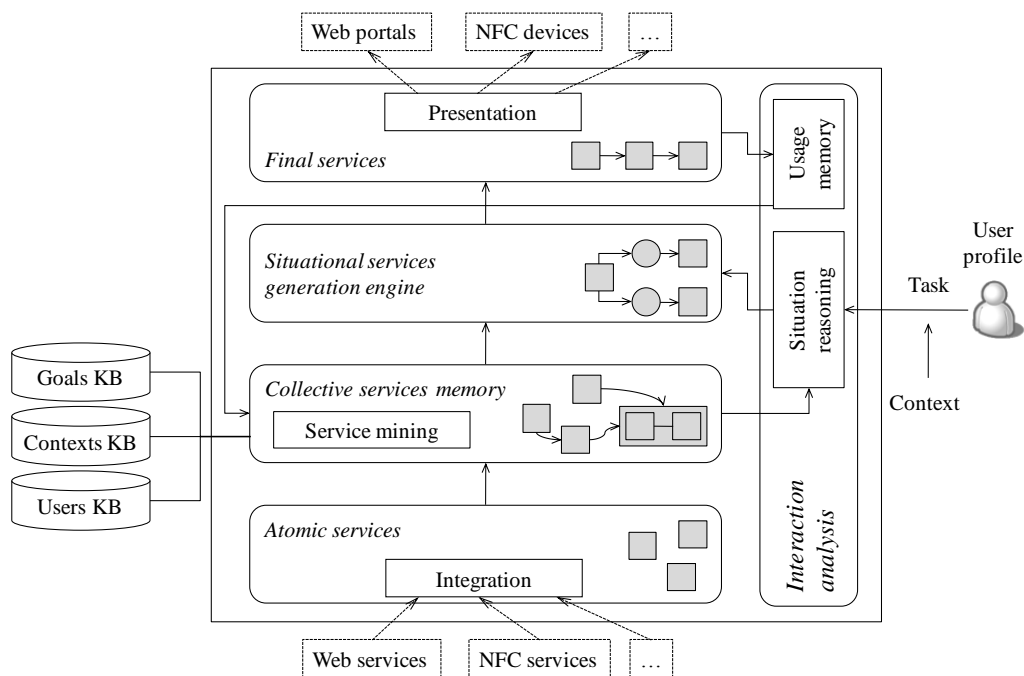 Web portals
NFC devices
…
Presentation
Final services
Usage
memory
Situational services
generation engine
Situation
reasoning
User
profile
Task
Context
Goals KB
Contexts KB
Users KB
Collective services memory
Service mining
Atomic services
Integration
Interaction
analysis
Web services
NFC services
…